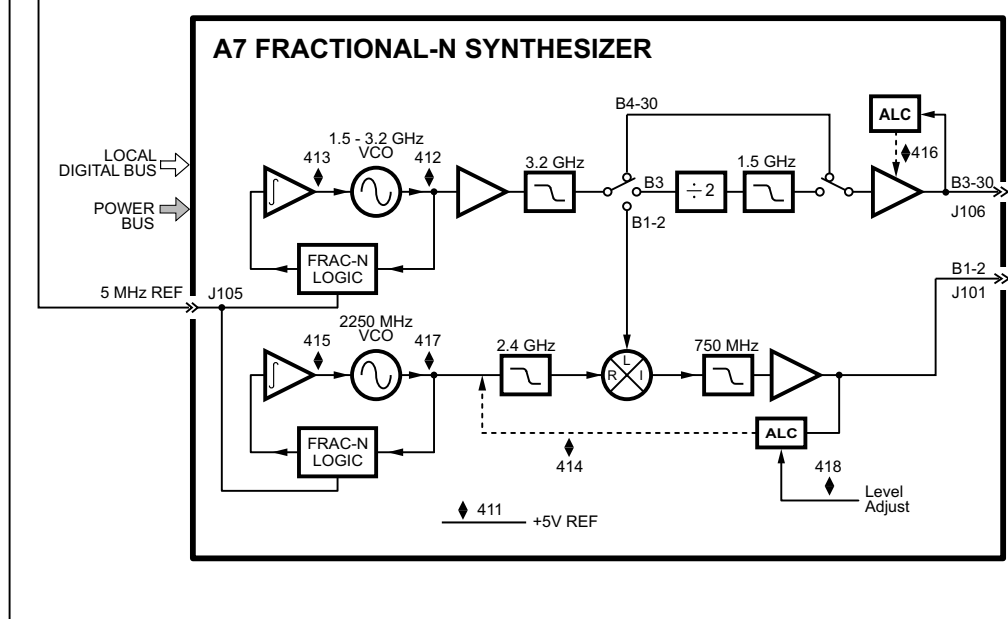 A7 FRACTIONAL-N SYNTHESIZER
B4-30
ALC
416
LOCAL
DIGITAL BUS
POWER
BUS
1.5 - 3.2 GHz
VCO
413
412
∫
3.2 GHz
B3
B1-2
÷ 2
1.5 GHz
B3-30
J106
FRAC-N
LOGIC
5 MHz REF
J105
B1-2
J101
2250 MHz
VCO
415
417
∫
2.4 GHz
L
R
I
750 MHz
FRAC-N
LOGIC
414
ALC
418
Level
Adjust
411
+5V REF